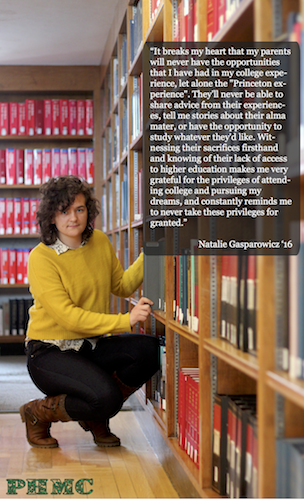 “It breaks my heart that my parents
will never have the opportunities
that I have had in my college expe-
rience, let alone the "Princeton ex-
perience". They'll never be able to
share advice from their experienc-
es, tell me stories about their alma
mater, or have the opportunity to
study whatever they'd like. Wit-
nessing their sacrifices firsthand
and knowing of their lack of access
to higher education makes me very
grateful for the privileges of attend-
ing college and pursuing my
dreams, and constantly reminds me
to never take these privileges for
granted.”
Natalie Gasparowicz '16
PHMC